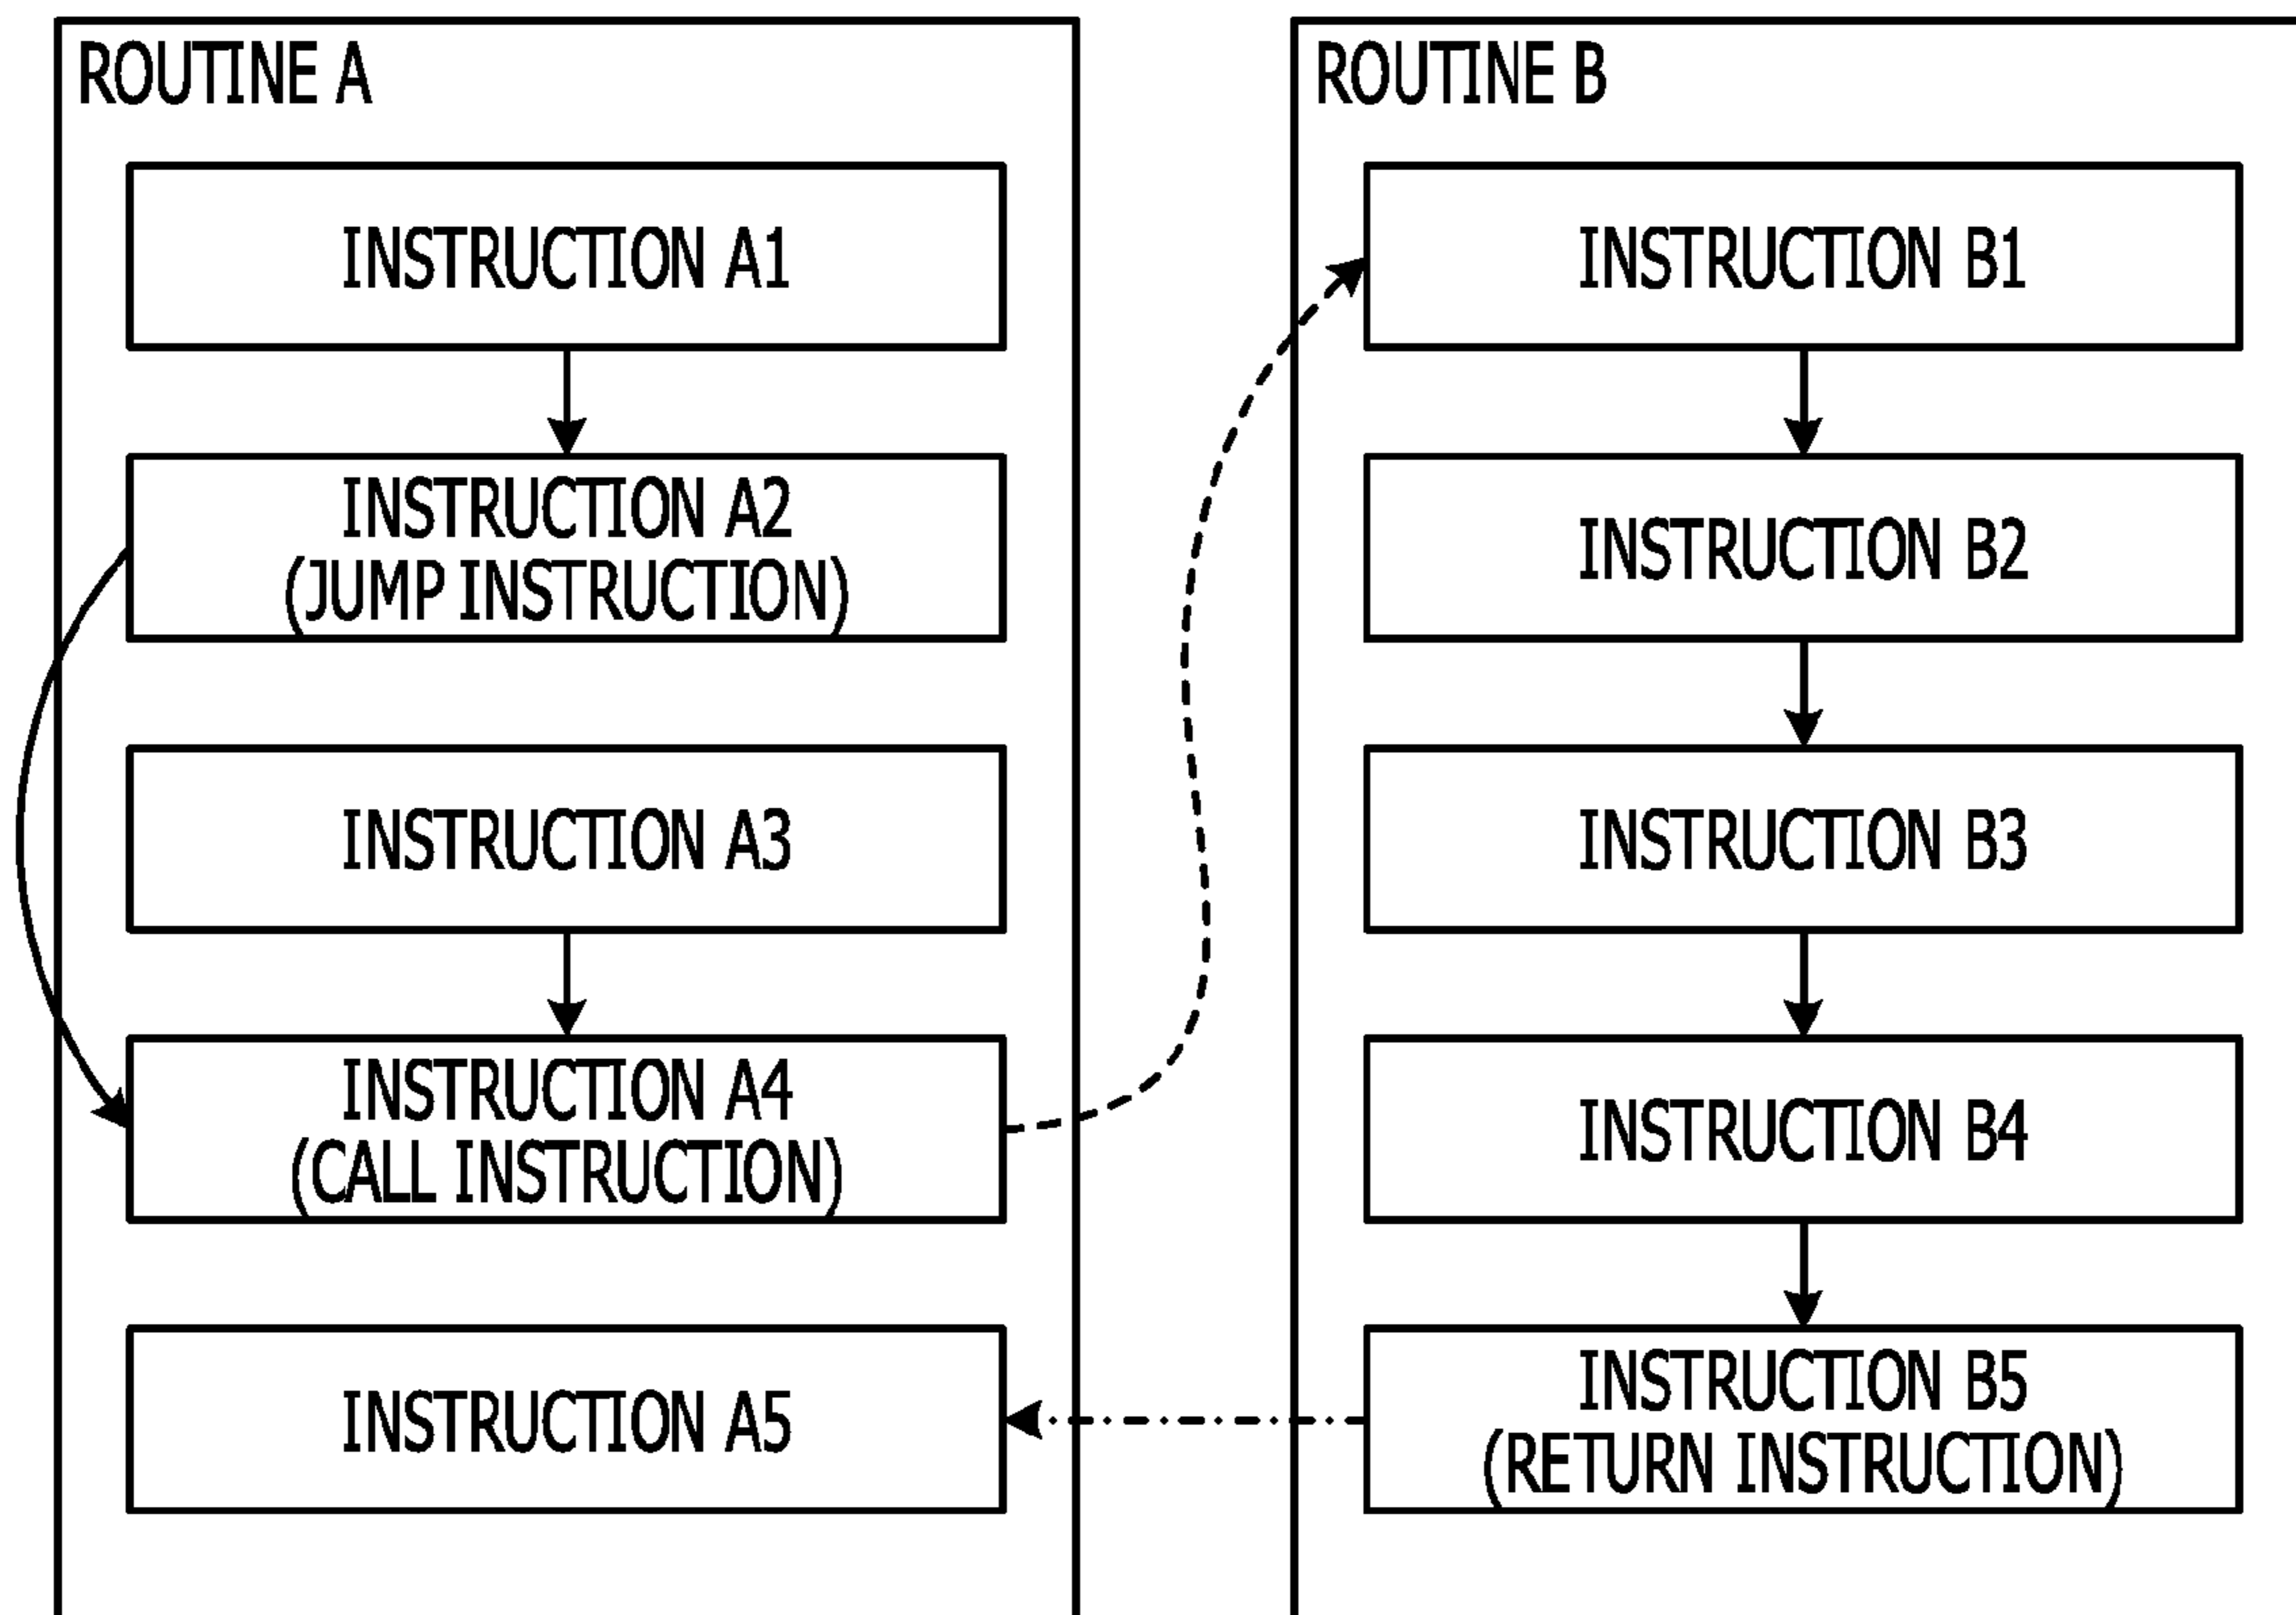 ROUTINE A
INSTRUCTION A1
INSTRUCTION A2
(JUMP INSTRUCTION)
INSTRUCTION A3
INSTRUCTION A4
(CALL INSTRUCTION)
INSTRUCTION A5
ROUTINE B
INSTRUCTION B1
INSTRUCTION B2
INSTRUCTION B3
INSTRUCTION B4
INSTRUCTION B5
(RETURN INSTRUCTION)